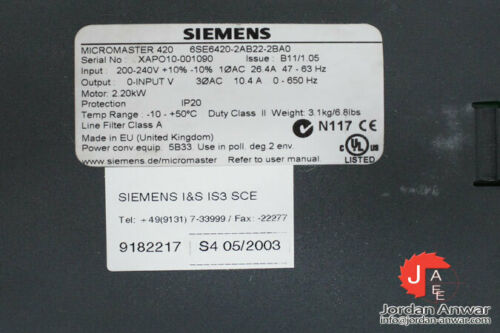 SIEMENS
MICROMASTER 420 6SE6420-2AB22-2BA0
Serial No : XAPO10-001090 Issue : B11/1.05
Input : 200-240V +10% -10% 1ØAC 26.4A 47 - 63 Hz
Output : 0-INPUT V 3ØAC 10.4 A 0 - 650 Hz
Motor: 2.20kW
Protection IP20
Temp Range : -10 - +50°C Duty Class II Weight: 3.1kg/6.8lbs
Line Filter Class A
Made in EU (United Kingdom)
N117 CE
Power conv.equip. 5B33. Use in poll. deg.2 env.
C UL US
LISTED
www.siemens.de/micromaster Refer to user manual
SIEMENS I&S IS3 SCE
Tel: + 49(9131) 7-33999 / Fax: -22277
9182217 S4 05/2003
J A E E
Jordan Anwar
http://jordan-anwar.com